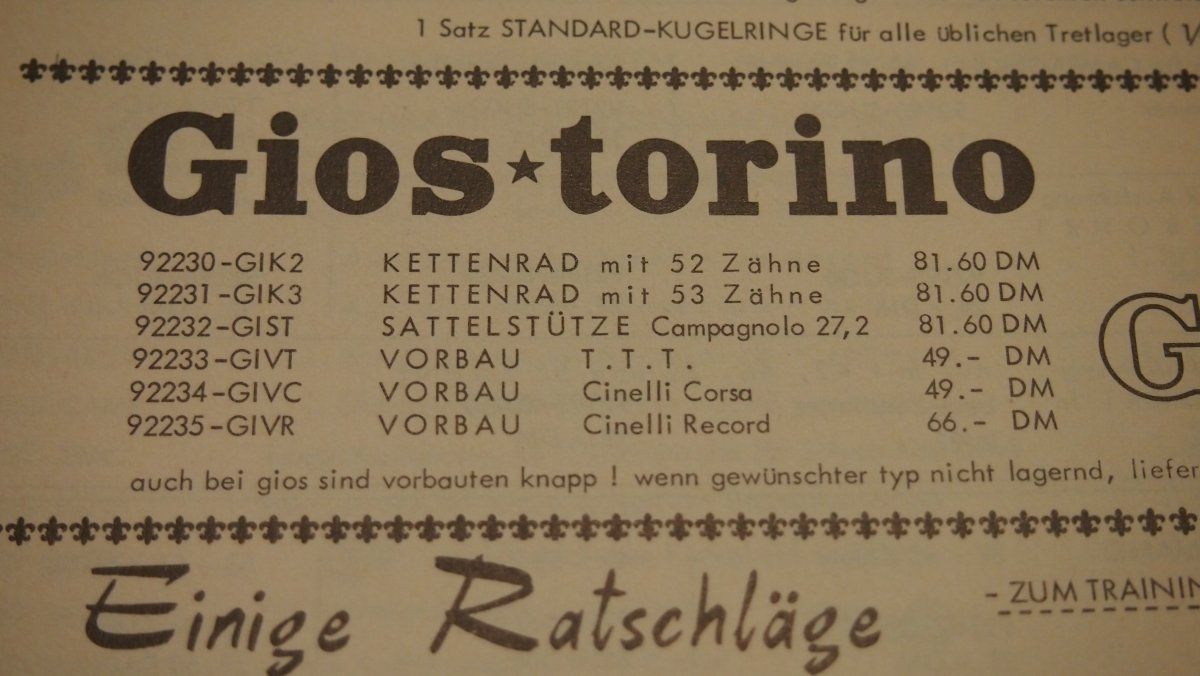 1 Satz STANDARD-KUGELRINGE für alle üblichen Tretlager (
Gios★torino
92230-GIK2 KETTENRAD mit 52 Zähne 81.60 DM
92231-GIK3 KETTENRAD mit 53 Zähne 81.60 DM
92232-GIST SATTELSTÜTZE Campagnolo 27,2 81.60 DM
92233-GIVT VORBAU T.T.T. 49.- DM
92234-GIVC VORBAU Cinelli Corsa 49.- DM
92235-GIVR VORBAU Cinelli Record 66.- DM
G
auch bei gios sind vorbauten knapp ! wenn gewünschter typ nicht lagernd, liefer
Einige Ratschläge
- ZUM TRAININ